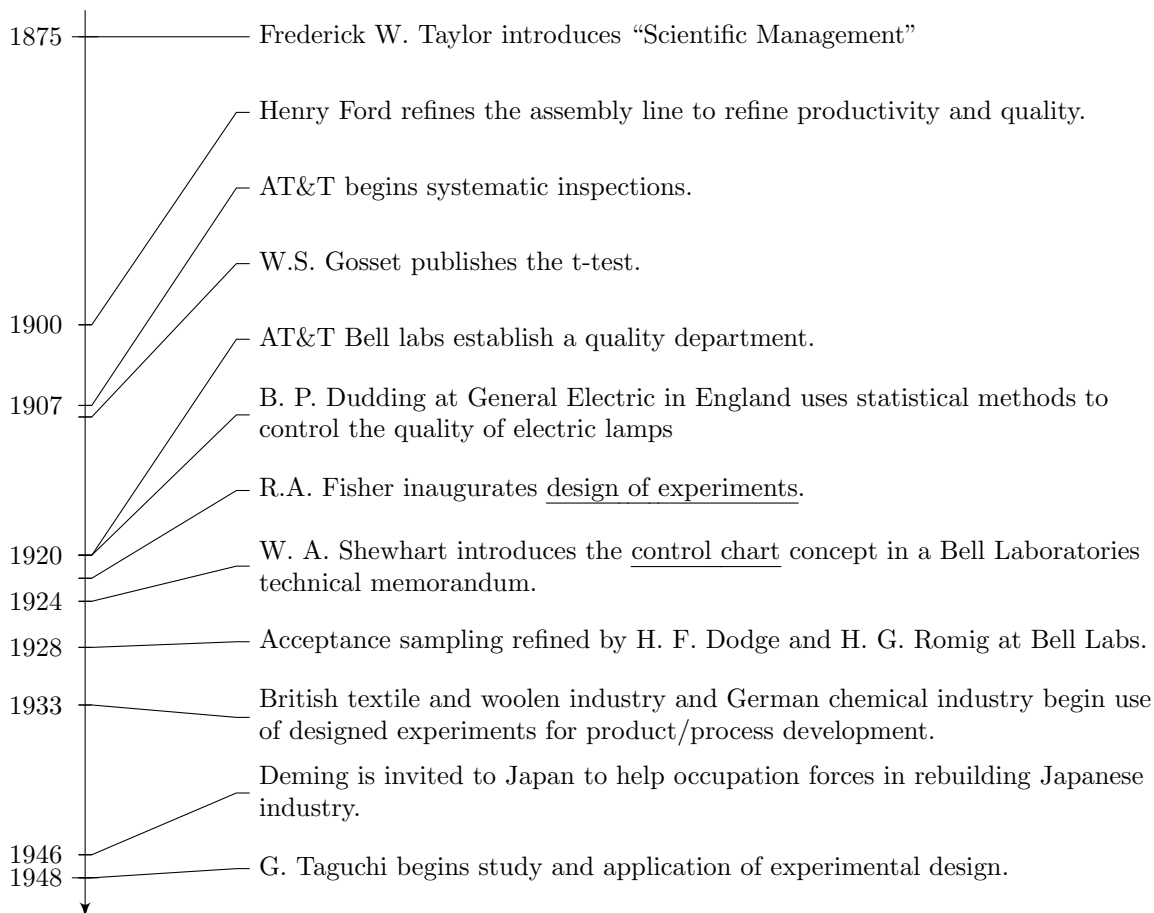 1875 Frederick W. Taylor introduces “Scientific Management”
Henry Ford refines the assembly line to refine productivity and quality.
AT&T begins systematic inspections.
W.S. Gosset publishes the t-test.
1900
AT&T Bell labs establish a quality department.
1907
B. P. Dudding at General Electric in England uses statistical methods to
control the quality of electric lamps
R.A. Fisher inaugurates design of experiments.
1920
W. A. Shewhart introduces the control chart concept in a Bell Laboratories
technical memorandum.
1924
1928
Acceptance sampling refined by H. F. Dodge and H. G. Romig at Bell Labs.
1933
British textile and woolen industry and German chemical industry begin use
of designed experiments for product/process development.
Deming is invited to Japan to help occupation forces in rebuilding Japanese
industry.
1946
1948
G. Taguchi begins study and application of experimental design.